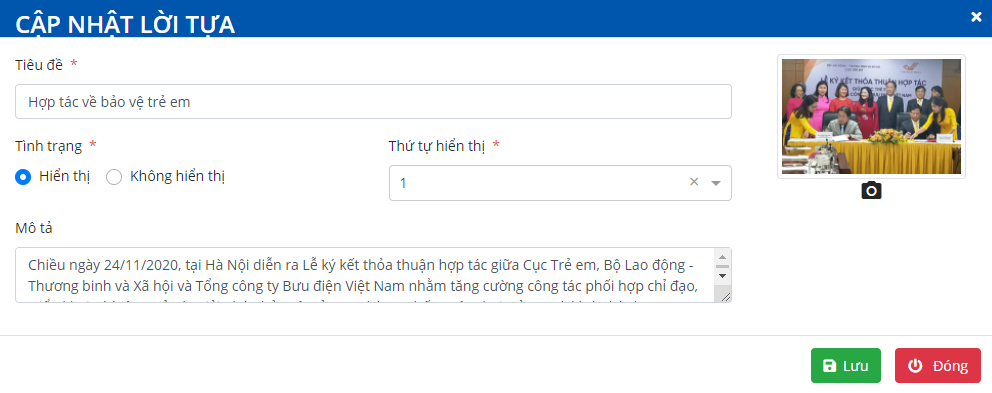 CẬP NHẬT LỜI TỰA
Tiêu đề *
Hợp tác về bảo vệ trẻ em
Tình trạng *
Thứ tự hiển thị *
Hiển thị
Không hiển thị
1
Mô tả
Chiều ngày 24/11/2020, tại Hà Nội diễn ra Lễ ký kết thỏa thuận hợp tác giữa Cục Trẻ em, Bộ Lao động -
Thương binh và Xã hội và Tổng công ty Bưu điện Việt Nam nhằm tăng cường công tác phối hợp chỉ đạo,
LỄ KÝ KẾT THỎA THUẬN HỢP TÁC
Lưu
Đóng